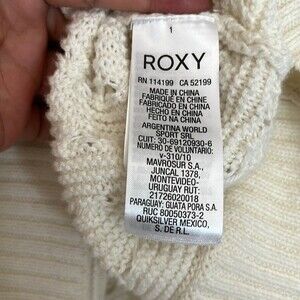 1
ROXY
RN 114199 CA 52199
MADE IN CHINA
FABRIQUÉ EN CHINE
FABRICADO EN CHINA
HECHO EN CHINA
FEITO NA CHINA
ARGENTINA WORLD
SPORT SRL
CUIT: 30-69120930-6
NUMERO DE VOLUNTARIO:
v-310/10
MAVROSUR S.A.,
JUNCAL 1378,
MONTEVIDEO-
URUGUAY RUT:
217260200018
PARAGUAY: GUATA PORA S.A.
RUC 80050373-2
QUIKSILVER MEXICO,
S. DE R.L.